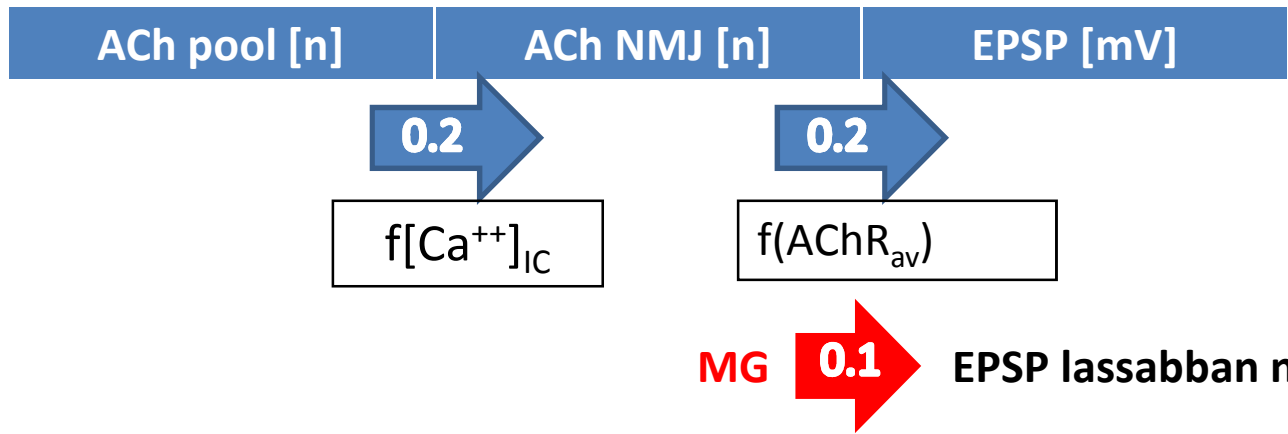 ACh pool [n] ACh NMJ [n] EPSP [mV]
0.2 0.2
f[Ca⁺⁺]IC f(AChRav)
MG 0.1 EPSP lassabban